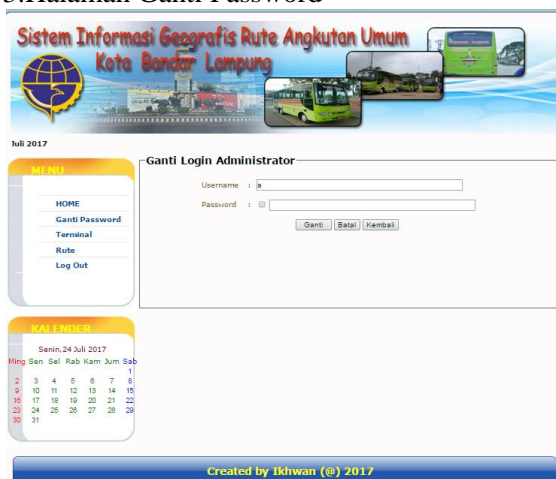 3.Halaman Ganti Password
Sistem Informasi Geografis Rute Angkutan Umum
Kota Bandar Lampung
Juli 2017
MENU
HOME
Ganti Password
Terminal
Rute
Log Out
Ganti Login Administrator
Username : a
Password :
Ganti Batal Kembali
KALENDER
Senin,24 Juli 2017
Ming Sen Sel Rab Kam Jum Sab
1
2 3 4 5 6 7 8
9 10 11 12 13 14 15
16 17 18 19 20 21 22
23 24 25 26 27 28 29
30 31
Created by Ikhwan (@) 2017